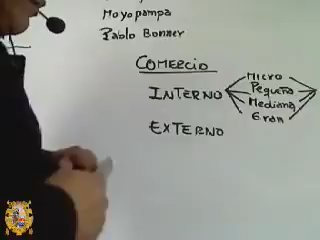 Moyopampa
Pablo Bonner
COMERCIO
INTERNO
Micro
Pequeña
Mediana
Gran
EXTERNO